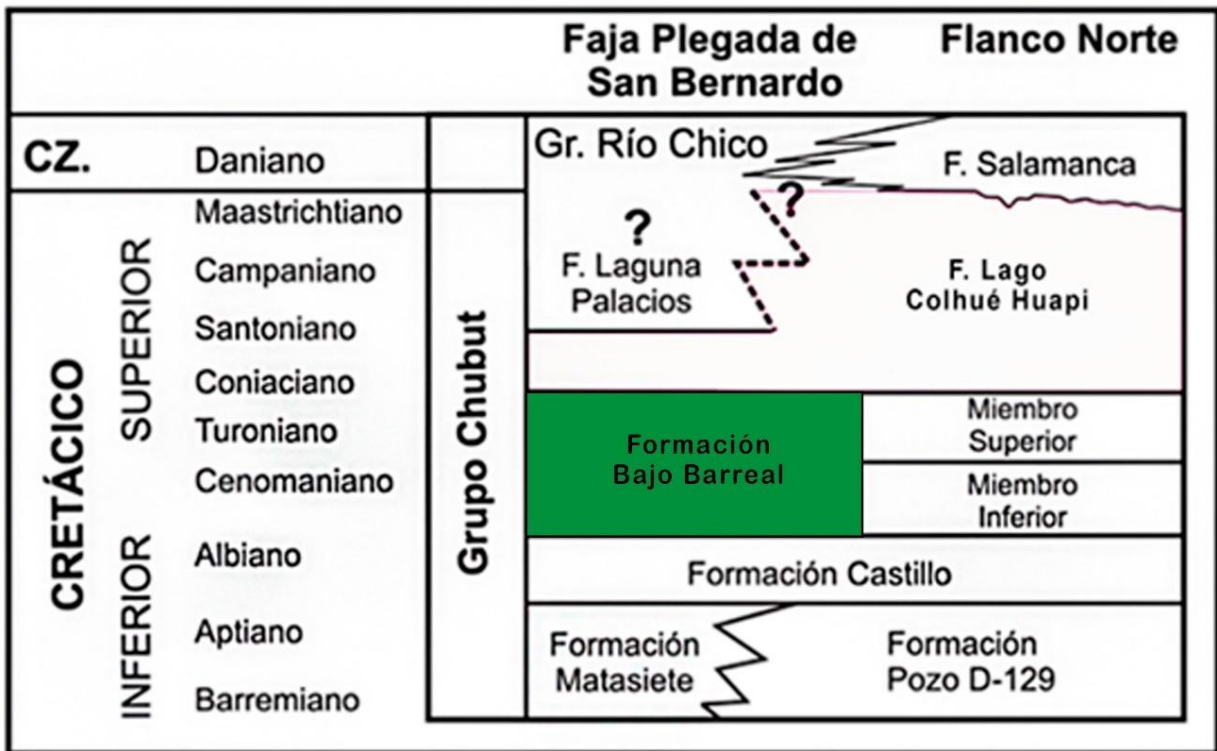 Faja Plegada de
San Bernardo
Flanco Norte
CZ.
Daniano
Gr. Río Chico
F. Salamanca
CRETÁCICO
SUPERIOR
Maastrichtiano
Campaniano
Santoniano
Coniaciano
Turoniano
Cenomaniano
INFERIOR
Albiano
Aptiano
Barremiano
Grupo Chubut
?
?
F. Laguna
Palacios
F. Lago
Colhué Huapi
Formación
Bajo Barreal
Miembro
Superior
Miembro
Inferior
Formación Castillo
Formación
Matasiete
Formación
Pozo D-129